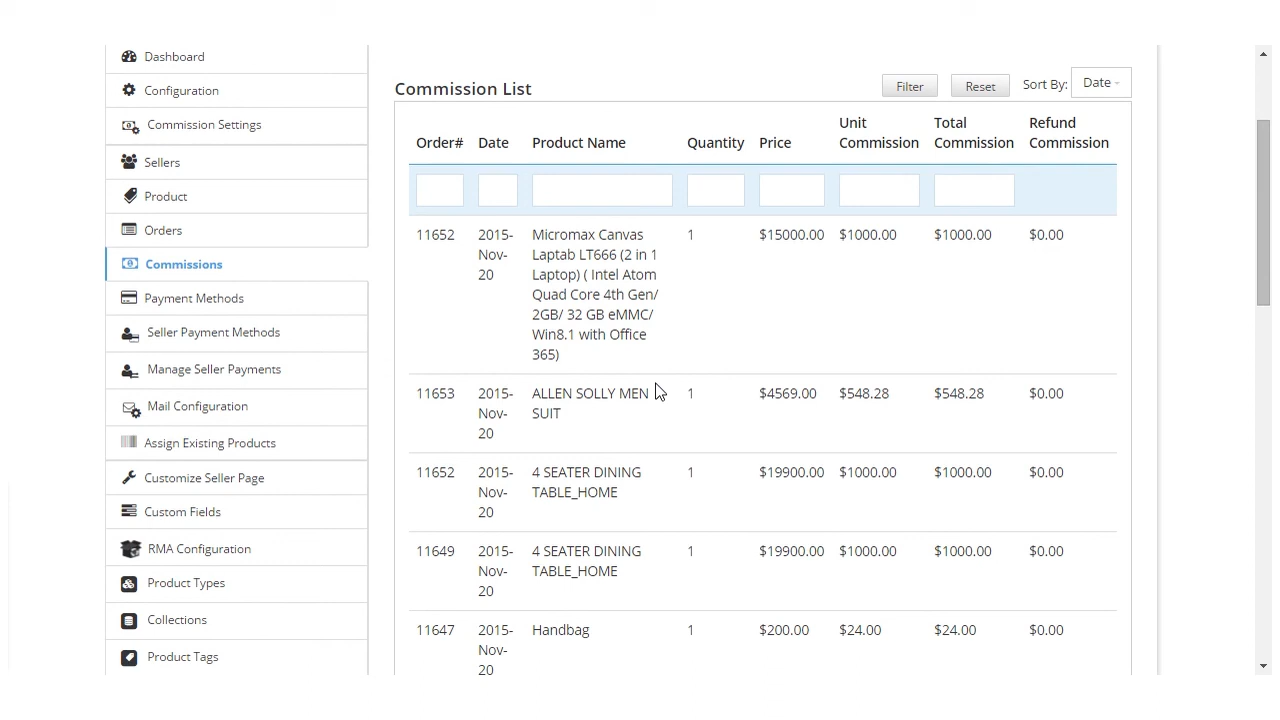 Dashboard
Configuration
Commission Settings
Sellers
Product
Orders
Commissions
Payment Methods
Seller Payment Methods
Manage Seller Payments
Mail Configuration
Assign Existing Products
Customize Seller Page
Custom Fields
RMA Configuration
Product Types
Collections
Product Tags
Commission List
Filter
Reset
Sort By:
Date
Order#
Date
Product Name
Quantity
Price
Unit
Commission
Total
Commission
Refund
Commission
11652
2015-
Nov-
20
Micromax Canvas
Laptab LT666 (2 in 1
Laptop) ( Intel Atom
Quad Core 4th Gen/
2GB/ 32 GB eMMC/
Win8.1 with Office
365)
1
$15000.00
$1000.00
$1000.00
$0.00
11653
2015-
Nov-
20
ALLEN SOLLY MEN
SUIT
1
$4569.00
$548.28
$548.28
$0.00
11652
2015-
Nov-
20
4 SEATER DINING
TABLE_HOME
1
$19900.00
$1000.00
$1000.00
$0.00
11649
2015-
Nov-
20
4 SEATER DINING
TABLE_HOME
1
$19900.00
$1000.00
$1000.00
$0.00
11647
2015-
Nov-
20
Handbag
1
$200.00
$24.00
$24.00
$0.00